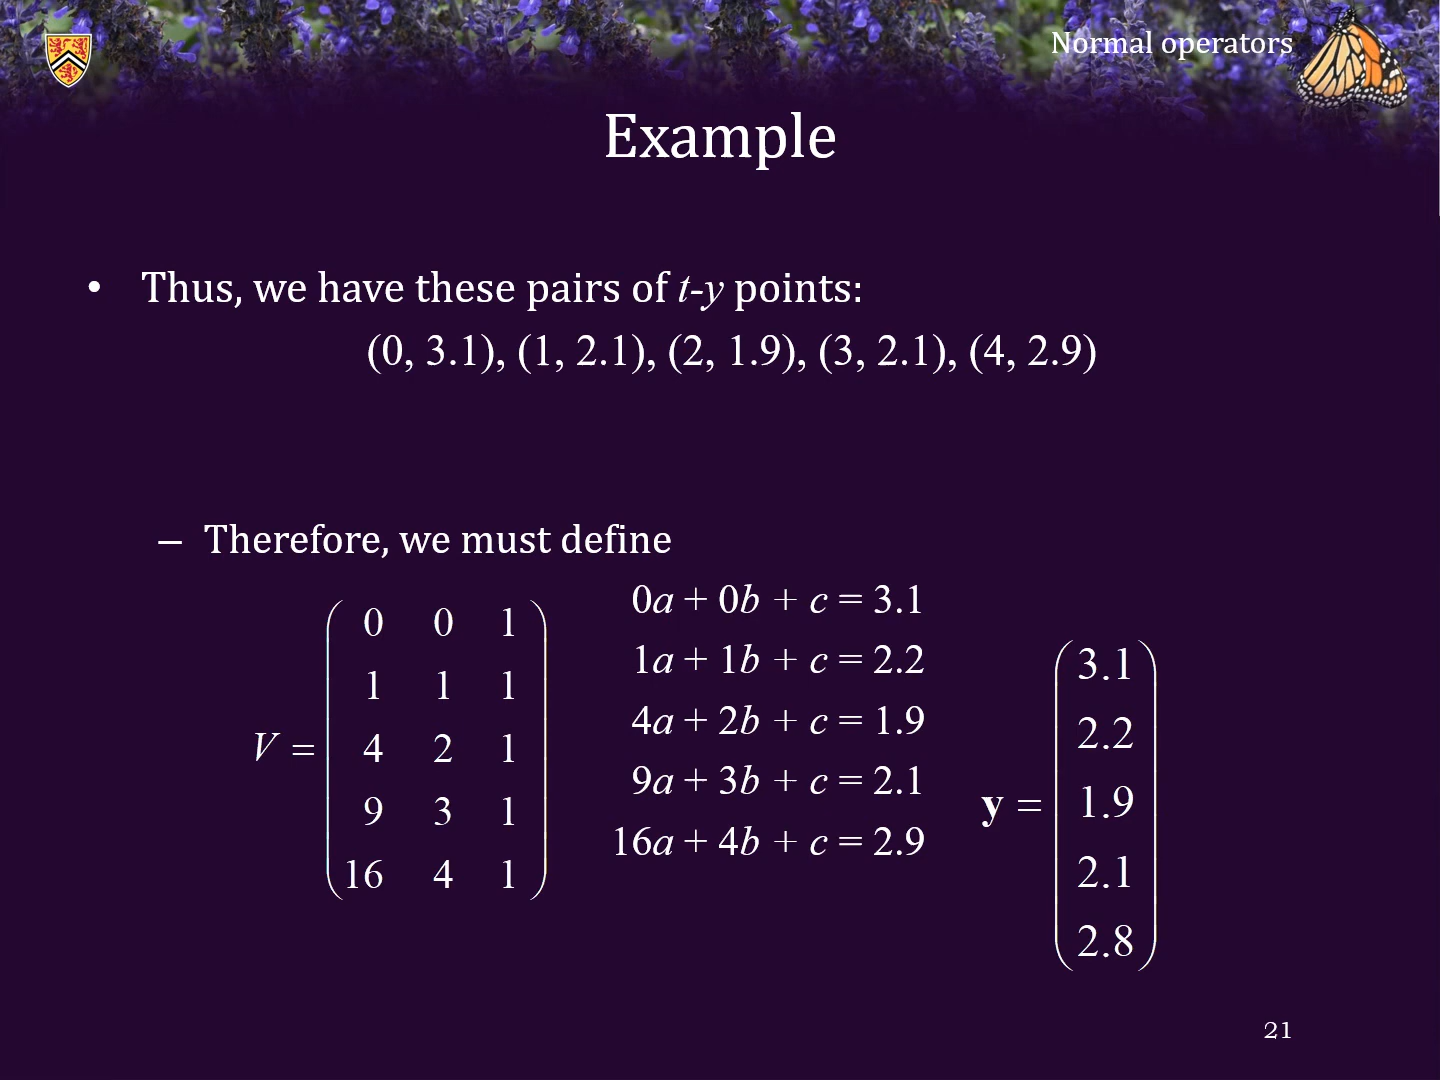 Normal operators
Example
• Thus, we have these pairs of t-y points:
(0, 3.1), (1, 2.1), (2, 1.9), (3, 2.1), (4, 2.9)
– Therefore, we must define
V =
0 0 1
1 1 1
4 2 1
9 3 1
16 4 1
0a + 0b + c = 3.1
1a + 1b + c = 2.2
4a + 2b + c = 1.9
9a + 3b + c = 2.1
16a + 4b + c = 2.9
y =
3.1
2.2
1.9
2.1
2.8
21